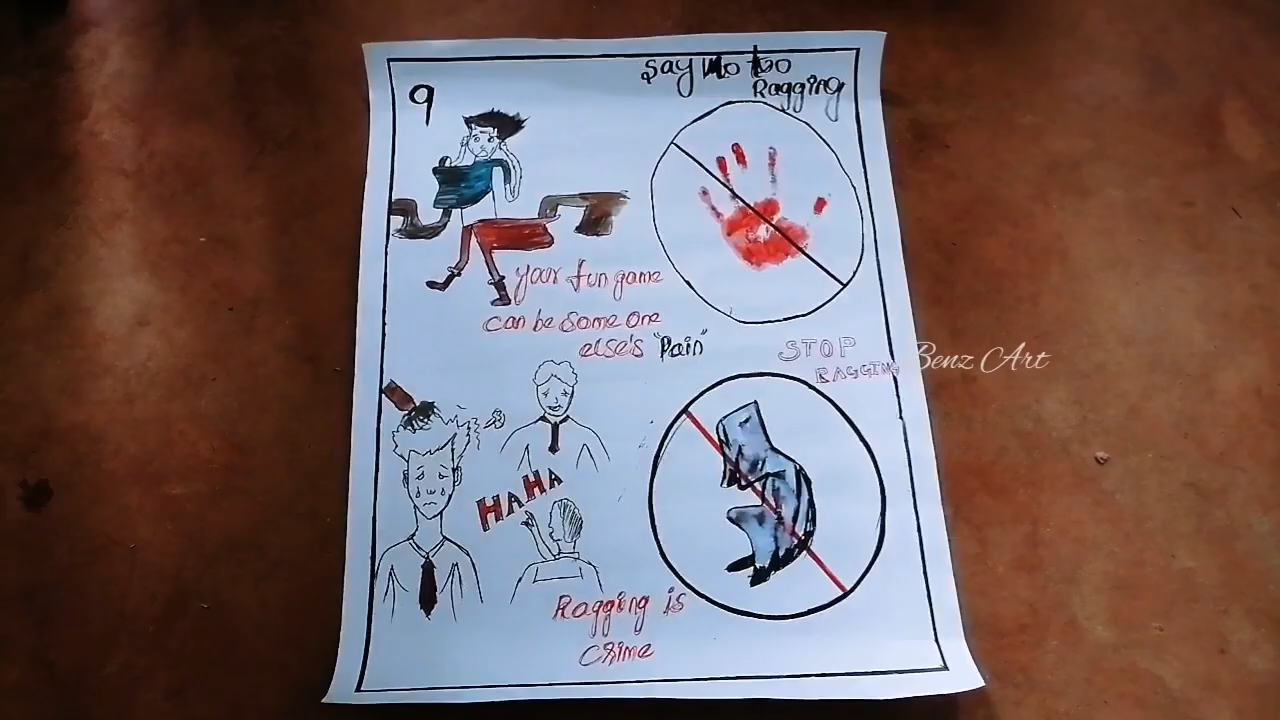 9
Say No too
Ragging
your fun game
can be Some one
else's "Pain"
STOP
RAGGING
Benz Art
HAHA
Ragging is
Crime